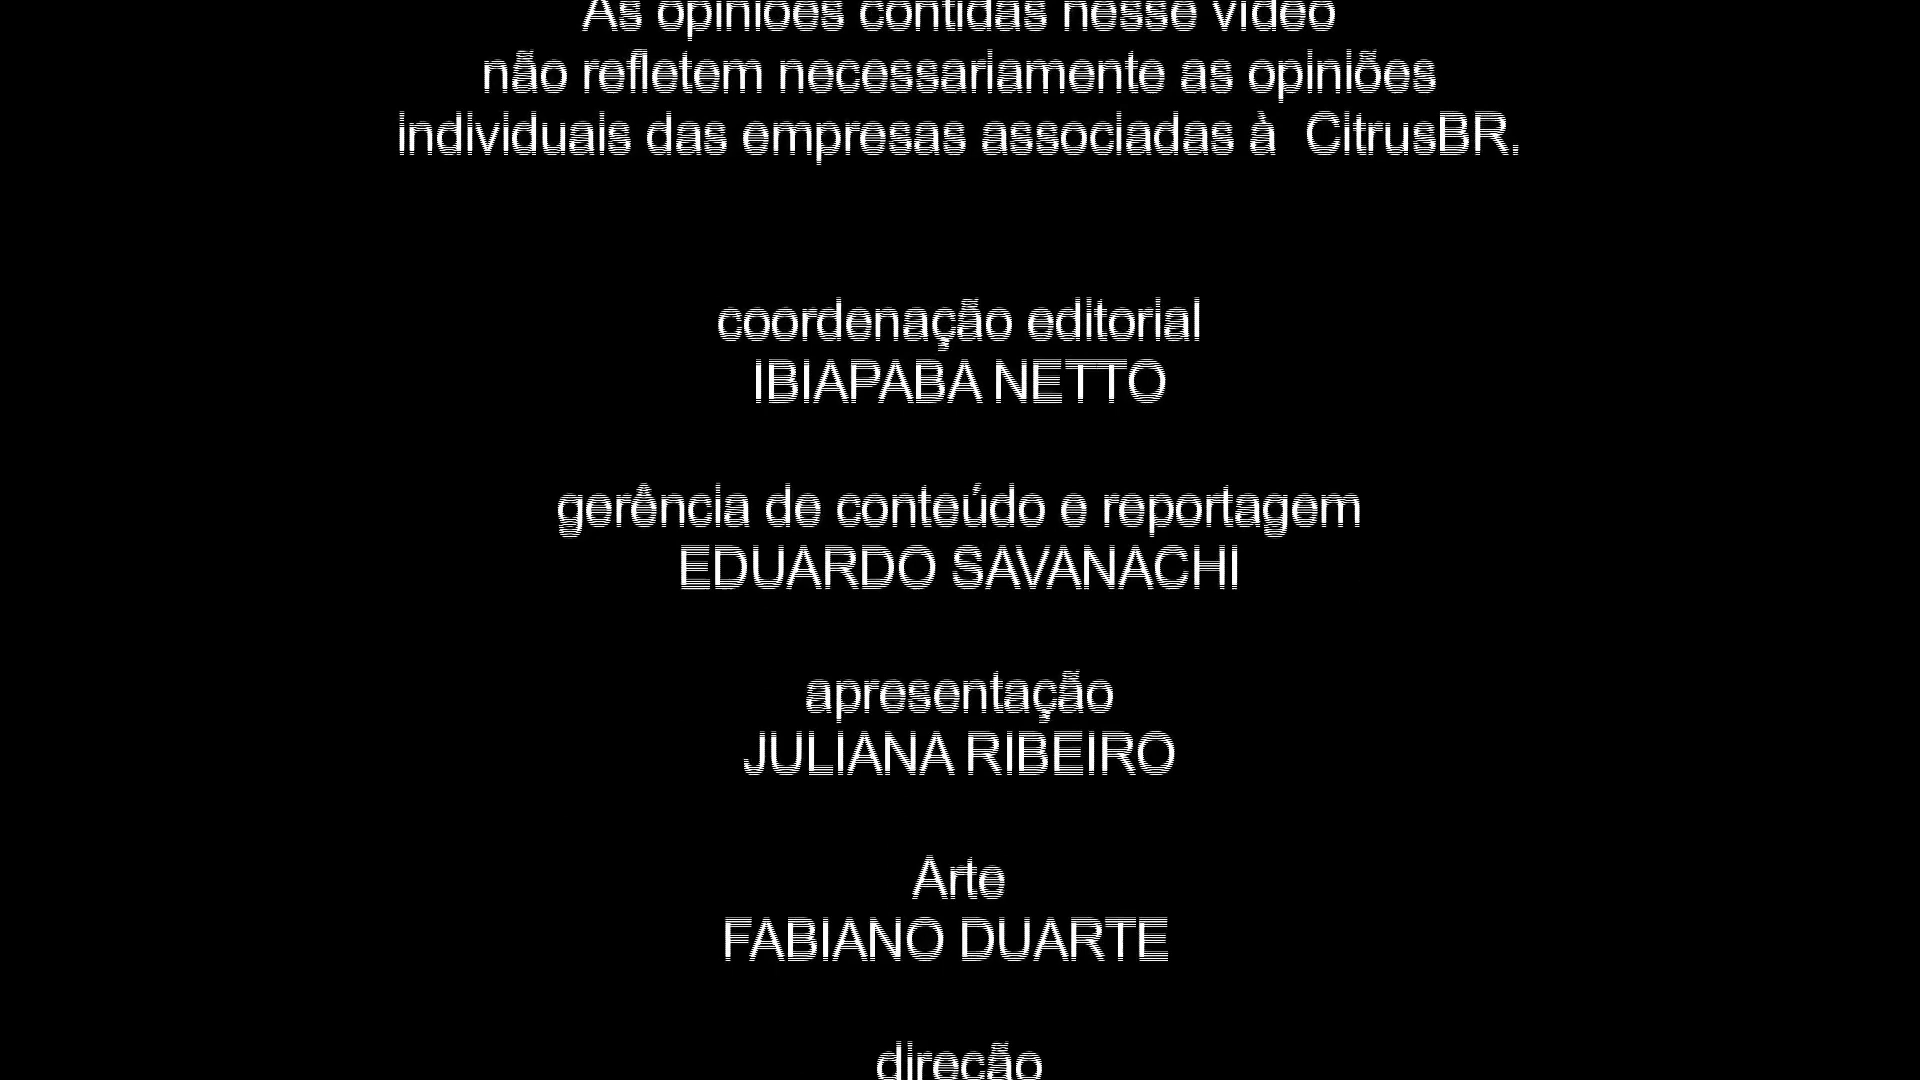 As opiniões contidas nesse vídeo
não refletem necessariamente as opiniões
individuais das empresas associadas à  CitrusBR.
coordenação editorial
IBIAPABA NETTO
gerência de conteúdo e reportagem
EDUARDO SAVANACHI
apresentação
JULIANA RIBEIRO
Arte
FABIANO DUARTE
direção